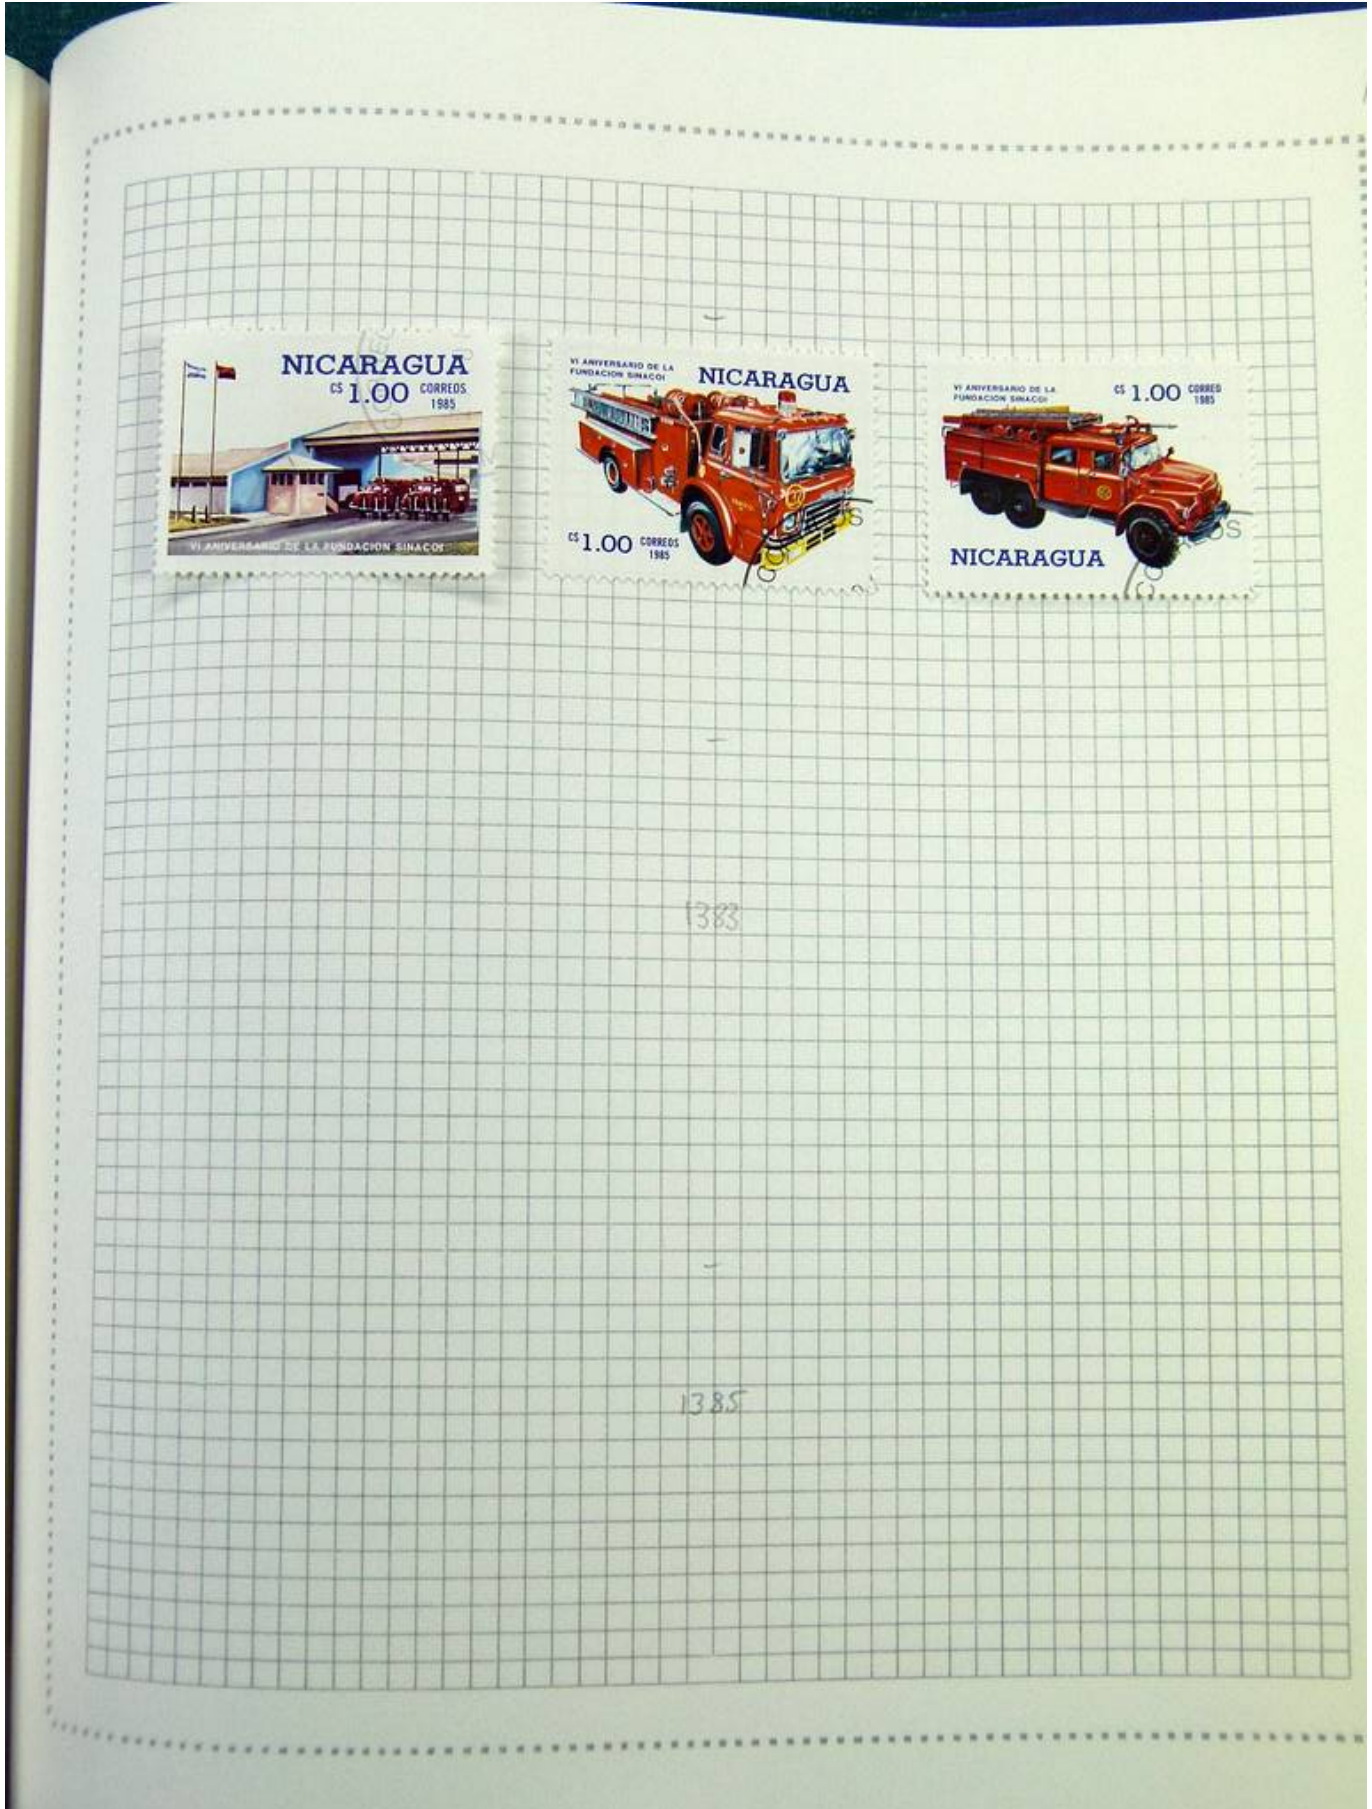 NICARAGUA
C$ 1.00 CORREOS
1985
VI ANIVERSARIO DE LA FUNDACION SINACOI
VI ANIVERSARIO DE LA
FUNDACION SINACOI
NICARAGUA
C$ 1.00 CORREOS
1985
VI ANIVERSARIO DE LA
FUNDACION SINACOI
C$ 1.00 CORREO
1985
NICARAGUA
1383
1385